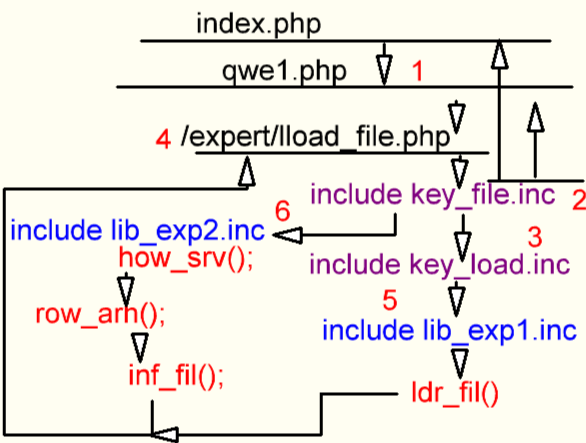 index.php
qwe1.php 1
4 /expert/lload_file.php
include key_file.inc 2
6
include lib_exp2.inc 3
how_srv(); include key_load.inc
5
row_arh(); include lib_exp1.inc
inf_fil(); ldr_fil()